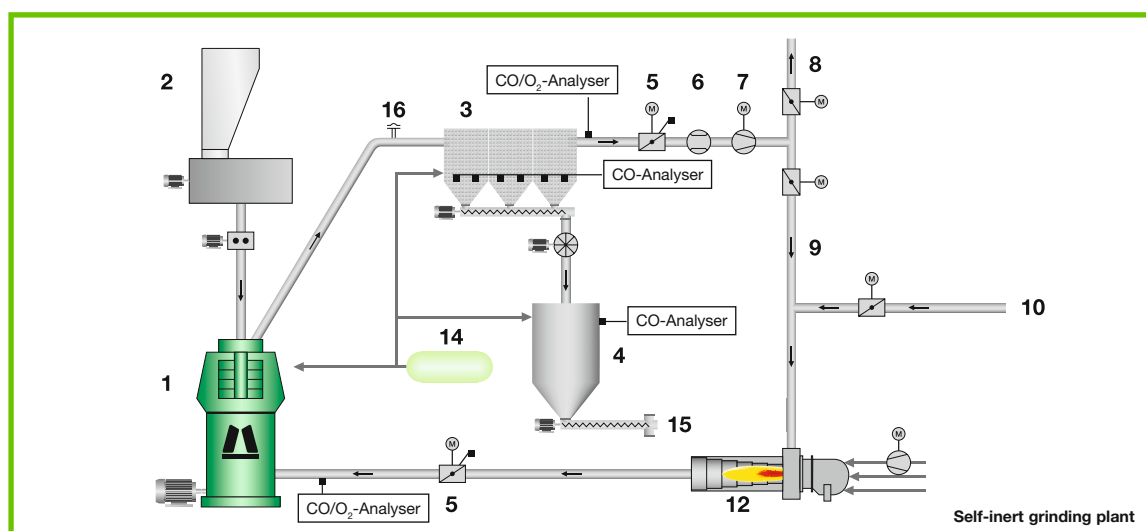 2
16
3
CO/O₂-Analyser
5
6
7
8
M
M
M
M
CO-Analyser
9
M
10
14
CO-Analyser
4
1
15
M
5
M
12
CO/O₂-Analyser
Self-inert grinding plant